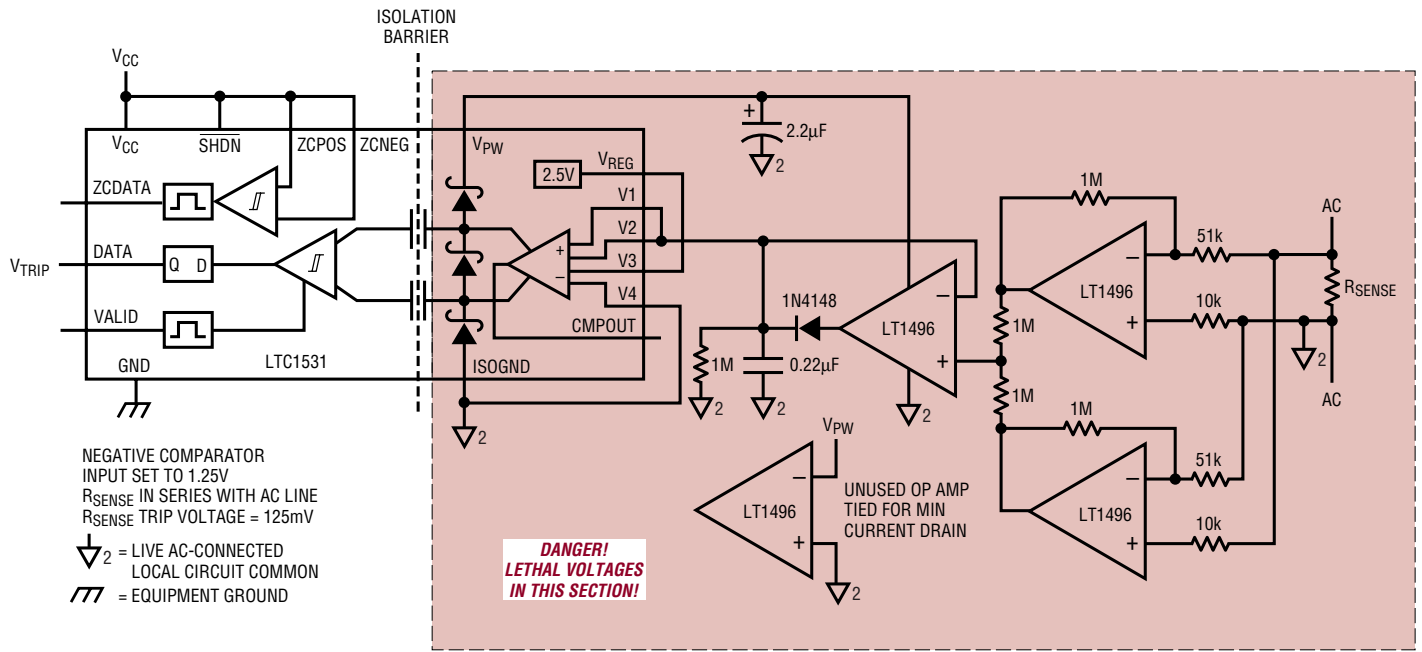 ISOLATION
BARRIER
VCC
VCC
SHDN
ZCPOS
ZCNEG
VPW
+
2.2µF
2
2.5V
VREG
ZCDATA
V1
V2
V3
V4
+
−
DATA
VTRIP
Q D
VALID
CMPOUT
GND
LTC1531
ISOGND
2
1N4148
1M
2
0.22µF
2
−
LT1496
+
2
1M
1M
1M
−
LT1496
+
51k
10k
AC
RSENSE
2
AC
1M
−
LT1496
+
51k
10k
VPW
−
LT1496
+
2
UNUSED OP AMP
TIED FOR MIN
CURRENT DRAIN
DANGER!
LETHAL VOLTAGES
IN THIS SECTION!
NEGATIVE COMPARATOR
INPUT SET TO 1.25V
RSENSE IN SERIES WITH AC LINE
RSENSE TRIP VOLTAGE = 125mV
2 = LIVE AC-CONNECTED
LOCAL CIRCUIT COMMON
= EQUIPMENT GROUND